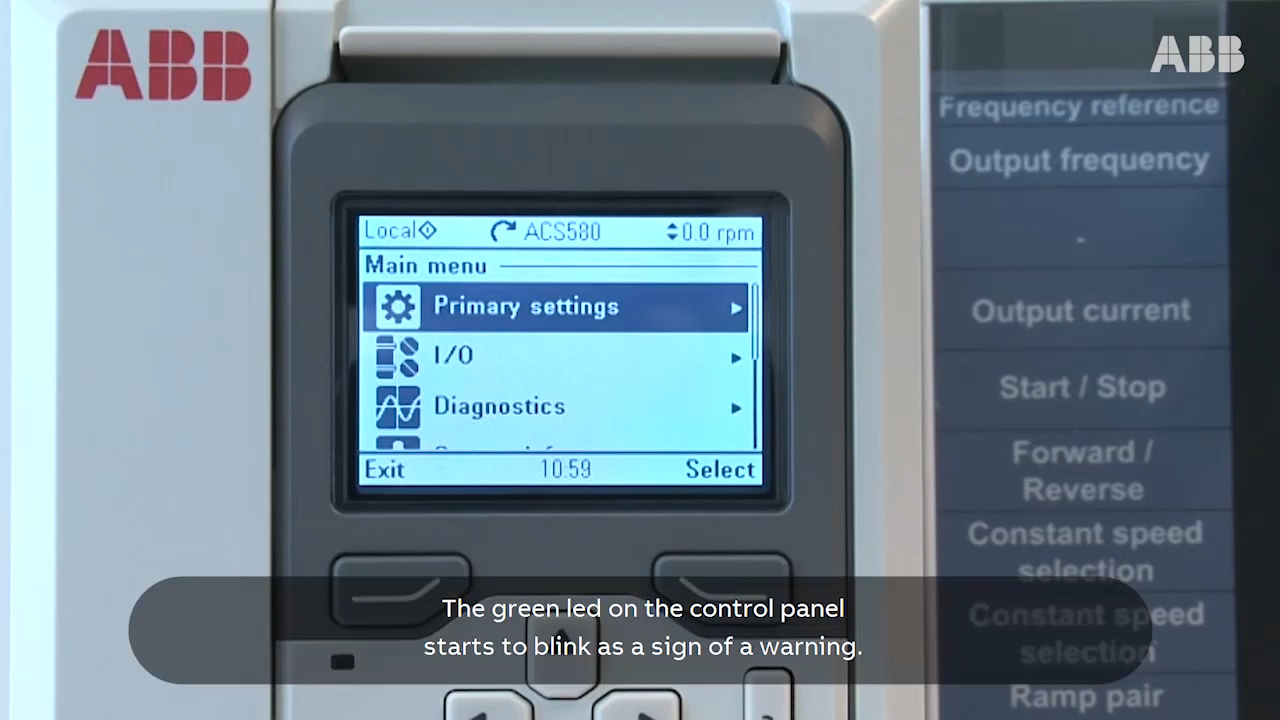 ABB
ABB
Frequency reference
Output frequency
-
Output current
Start / Stop
Forward /
Reverse
Constant speed
selection
Constant speed
selection
Ramp pair
Local ACS580 0.0 rpm
Main menu
Primary settings
I/O
Diagnostics
Exit 10:59 Select
The green led on the control panel
starts to blink as a sign of a warning.
?